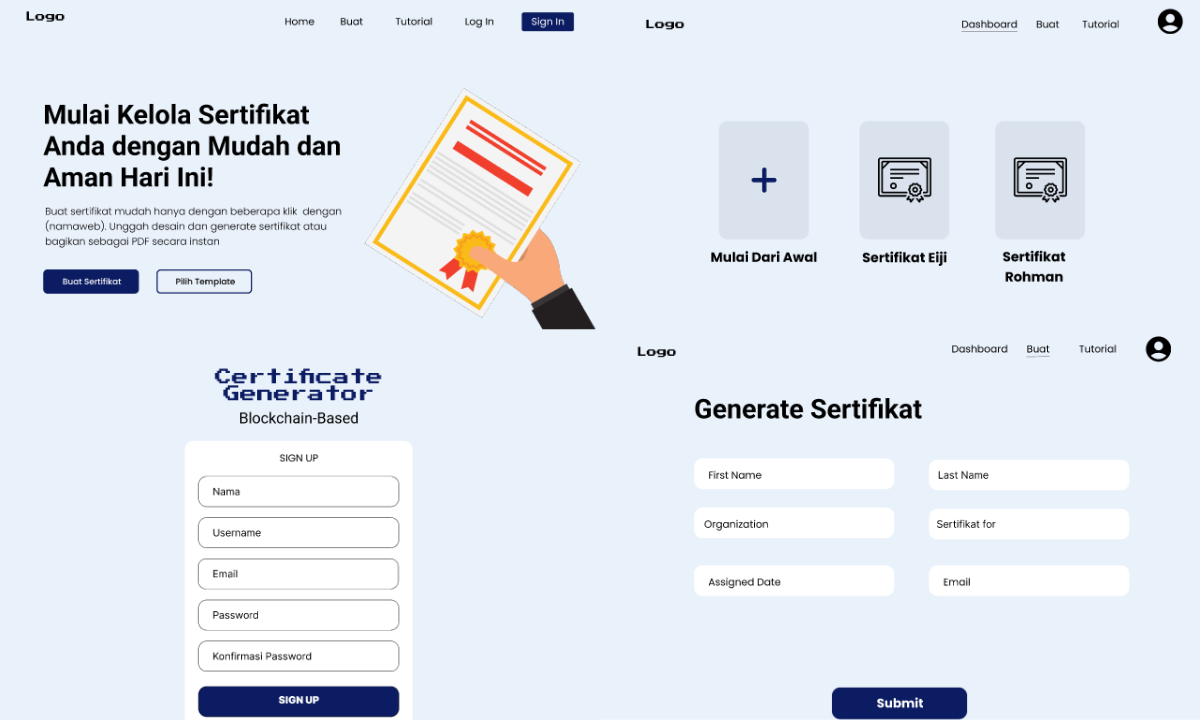 Logo
Home Buat Tutorial Log In Sign In
Mulai Kelola Sertifikat
Anda dengan Mudah dan
Aman Hari Ini!
Buat sertifikat mudah hanya dengan beberapa klik dengan
(namaweb). Unggah desain dan generate sertifikat atau
bagikan sebagai PDF secara instan
Buat Sertifikat Pilih Template
Logo
Dashboard Buat Tutorial
Mulai Dari Awal
Sertifikat Eiji
Sertifikat
Rohman
Certificate
Generator
Blockchain-Based
SIGN UP
Nama
Username
Email
Password
Konfirmasi Password
SIGN UP
Logo
Dashboard Buat Tutorial
Generate Sertifikat
First Name Last Name
Organization Sertifikat for
Assigned Date Email
Submit